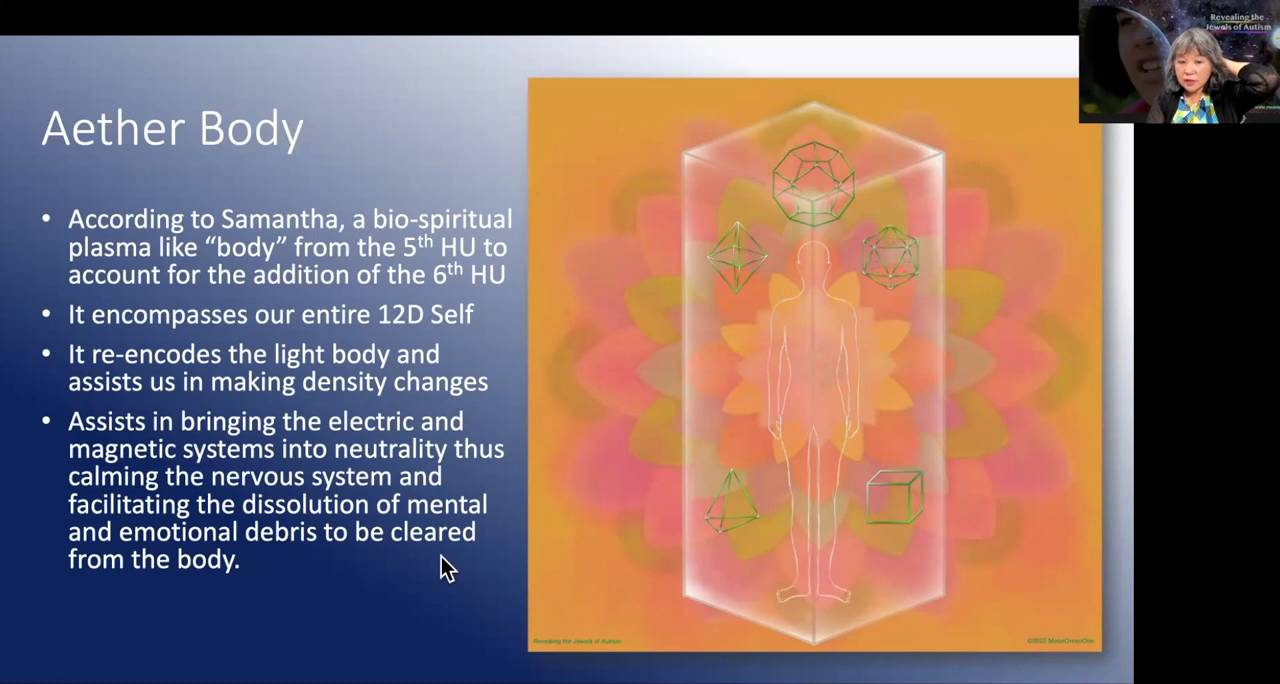 Revealing the
Jewels of Autism
Aether Body
• According to Samantha, a bio-spiritual
plasma like “body” from the 5th HU to
account for the addition of the 6th HU
• It encompasses our entire 12D Self
• It re-encodes the light body and
assists us in making density changes
• Assists in bringing the electric and
magnetic systems into neutrality thus
calming the nervous system and
facilitating the dissolution of mental
and emotional debris to be cleared
from the body.
Revealing the Jewels of Autism